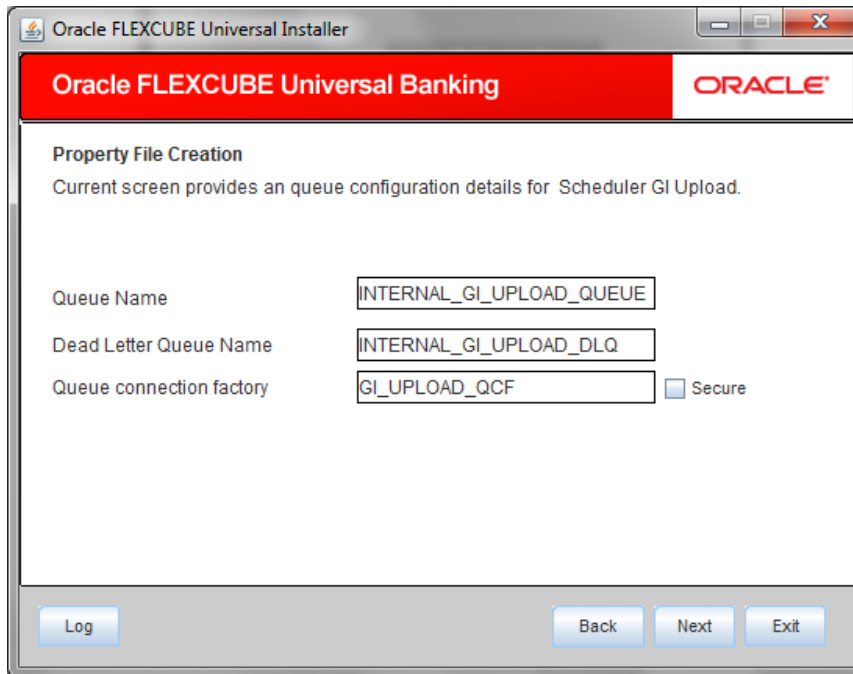 Oracle FLEXCUBE Universal Installer
Oracle FLEXCUBE Universal Banking
ORACLE®
Property File Creation
Current screen provides an queue configuration details for Scheduler GI Upload.
Queue Name INTERNAL_GI_UPLOAD_QUEUE
Dead Letter Queue Name INTERNAL_GI_UPLOAD_DLQ
Queue connection factory GI_UPLOAD_QCF Secure
Log Back Next Exit